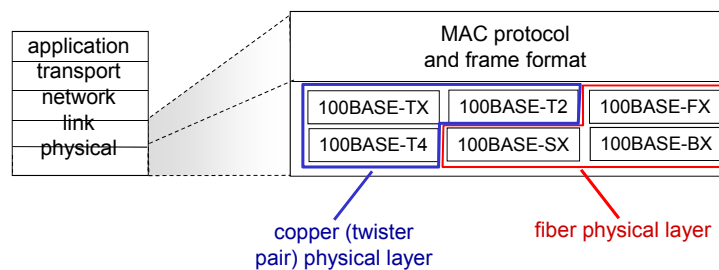 application
transport
network
link
physical
MAC protocol
and frame format
100BASE-TX
100BASE-T2
100BASE-FX
100BASE-T4
100BASE-SX
100BASE-BX
copper (twister
pair) physical layer
fiber physical layer